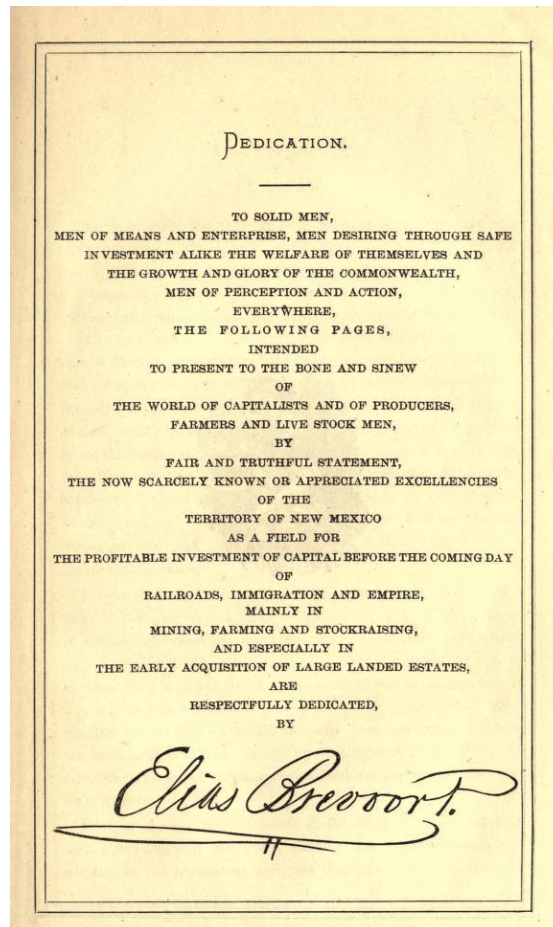 DEDICATION.
TO SOLID MEN,
MEN OF MEANS AND ENTERPRISE, MEN DESIRING THROUGH SAFE
INVESTMENT ALIKE THE WELFARE OF THEMSELVES AND
THE GROWTH AND GLORY OF THE COMMONWEALTH,
MEN OF PERCEPTION AND ACTION,
EVERYWHERE,
THE FOLLOWING PAGES,
INTENDED
TO PRESENT TO THE BONE AND SINEW
OF
THE WORLD OF CAPITALISTS AND OF PRODUCERS,
FARMERS AND LIVE STOCK MEN,
BY
FAIR AND TRUTHFUL STATEMENT,
THE NOW SCARCELY KNOWN OR APPRECIATED EXCELLENCIES
OF THE
TERRITORY OF NEW MEXICO
AS A FIELD FOR
THE PROFITABLE INVESTMENT OF CAPITAL BEFORE THE COMING DAY
OF
RAILROADS, IMMIGRATION AND EMPIRE,
MAINLY IN
MINING, FARMING AND STOCKRAISING,
AND ESPECIALLY IN
THE EARLY ACQUISITION OF LARGE LANDED ESTATES,
ARE
RESPECTFULLY DEDICATED,
BY
Elias Brevoort.